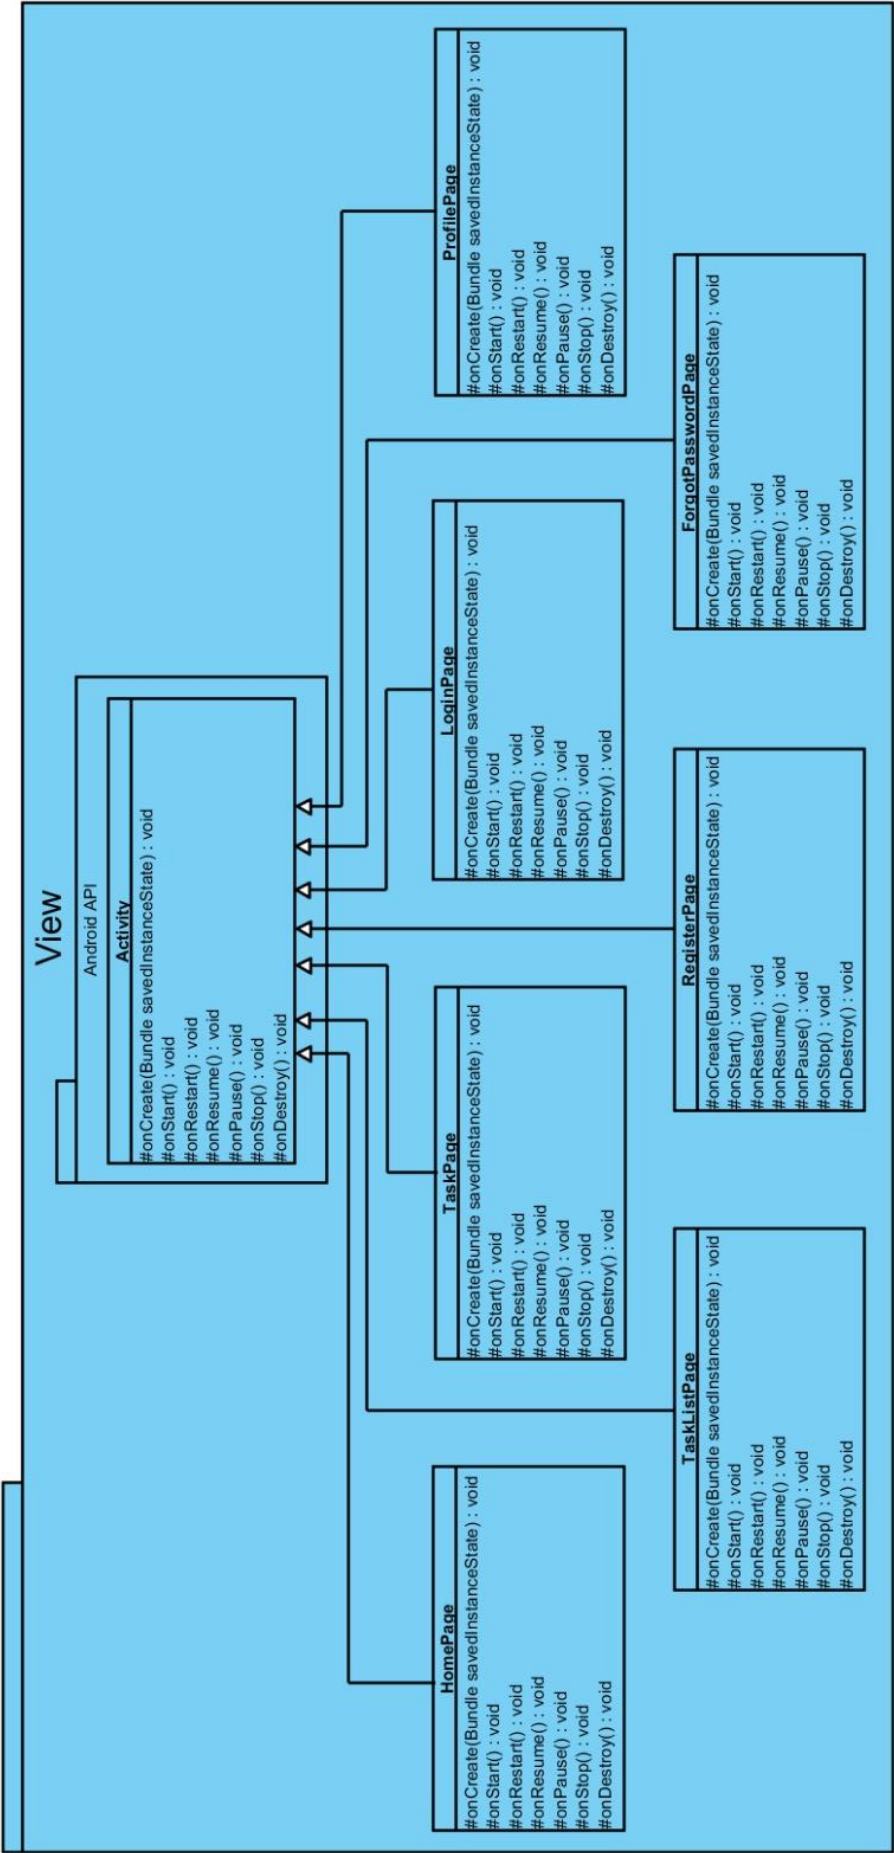 View
Android API
Activity
#onCreate(Bundle savedInstanceState) : void
#onStart() : void
#onRestart() : void
#onResume() : void
#onPause() : void
#onStop() : void
#onDestroy() : void
HomePage
#onCreate(Bundle savedInstanceState) : void
#onStart() : void
#onRestart() : void
#onResume() : void
#onPause() : void
#onStop() : void
#onDestroy() : void
TaskPage
#onCreate(Bundle savedInstanceState) : void
#onStart() : void
#onRestart() : void
#onResume() : void
#onPause() : void
#onStop() : void
#onDestroy() : void
LoginPage
#onCreate(Bundle savedInstanceState) : void
#onStart() : void
#onRestart() : void
#onResume() : void
#onPause() : void
#onStop() : void
#onDestroy() : void
ProfilePage
#onCreate(Bundle savedInstanceState) : void
#onStart() : void
#onRestart() : void
#onResume() : void
#onPause() : void
#onStop() : void
#onDestroy() : void
TaskListPage
#onCreate(Bundle savedInstanceState) : void
#onStart() : void
#onRestart() : void
#onResume() : void
#onPause() : void
#onStop() : void
#onDestroy() : void
RegisterPage
#onCreate(Bundle savedInstanceState) : void
#onStart() : void
#onRestart() : void
#onResume() : void
#onPause() : void
#onStop() : void
#onDestroy() : void
ForgotPasswordPage
#onCreate(Bundle savedInstanceState) : void
#onStart() : void
#onRestart() : void
#onResume() : void
#onPause() : void
#onStop() : void
#onDestroy() : void